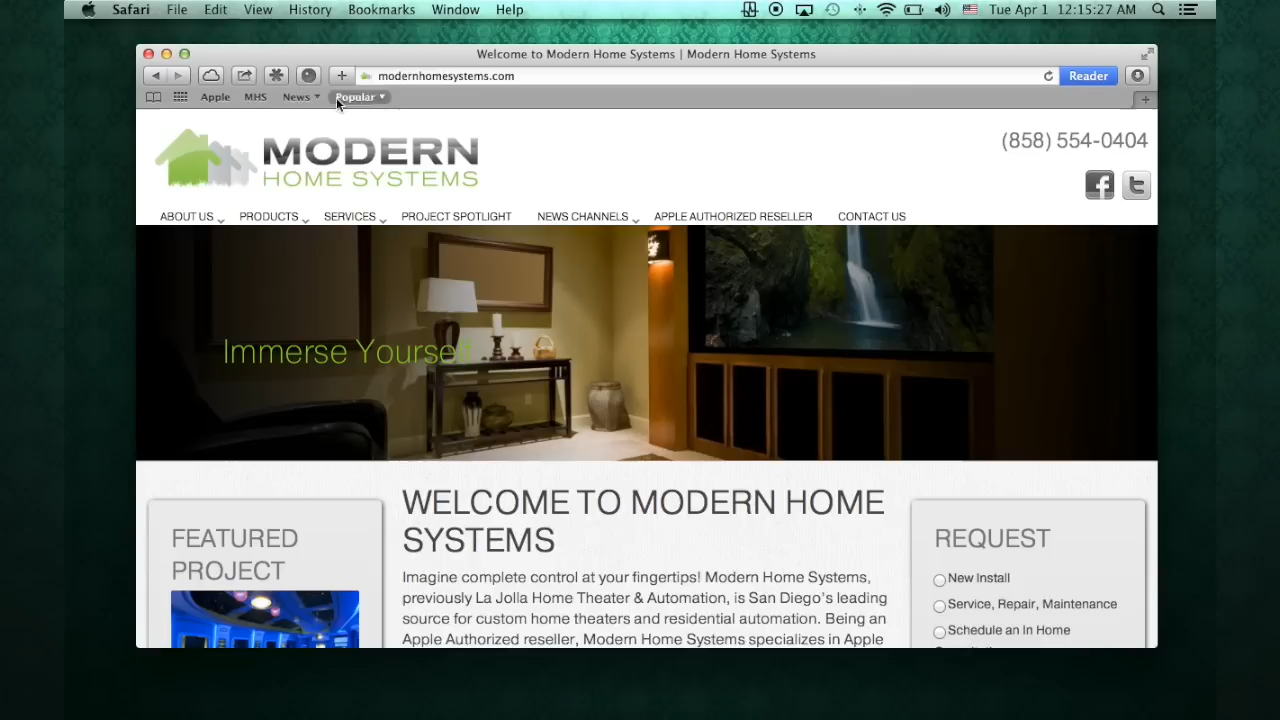 Safari File Edit View History Bookmarks Window Help Tue Apr 1 12:15:27 AM
Welcome to Modern Home Systems | Modern Home Systems
modernhomesystems.com Reader
Apple MHS News Popular
MODERN
HOME SYSTEMS
(858) 554-0404
ABOUT US PRODUCTS SERVICES PROJECT SPOTLIGHT NEWS CHANNELS APPLE AUTHORIZED RESELLER CONTACT US
Immerse Yourself
FEATURED
PROJECT
WELCOME TO MODERN HOME
SYSTEMS
Imagine complete control at your fingertips! Modern Home Systems,
previously La Jolla Home Theater & Automation, is San Diego's leading
source for custom home theaters and residential automation. Being an
Apple Authorized reseller, Modern Home Systems specializes in Apple
REQUEST
New Install
Service, Repair, Maintenance
Schedule an In Home